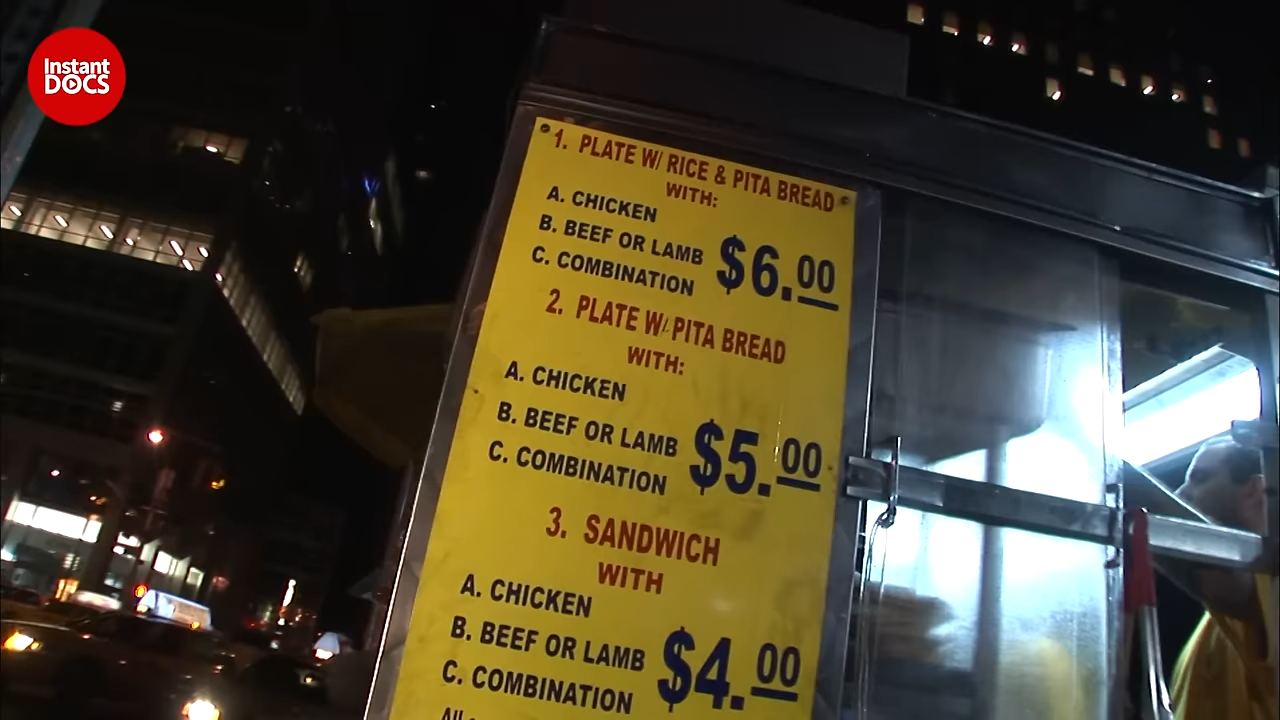 Instant
DOCS
1. PLATE W/ RICE & PITA BREAD
WITH:
A. CHICKEN
B. BEEF OR LAMB
C. COMBINATION
$6.00
2. PLATE W/ PITA BREAD
WITH:
A. CHICKEN
B. BEEF OR LAMB
C. COMBINATION
$5.00
3. SANDWICH
WITH
A. CHICKEN
B. BEEF OR LAMB
C. COMBINATION
$4.00